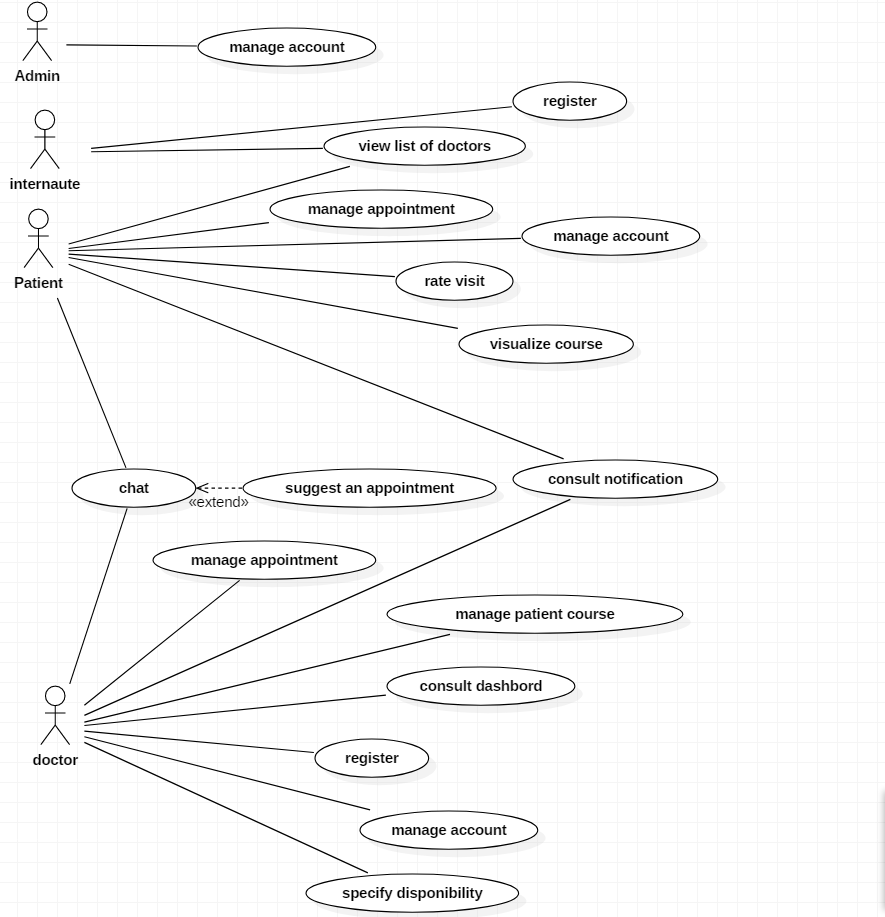 manage account
Admin
register
view list of doctors
internaute
manage appointment
manage account
Patient
rate visit
visualize course
consult notification
chat
suggest an appointment
«extend»
manage appointment
manage patient course
consult dashbord
doctor
register
manage account
specify disponibility